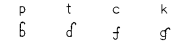 p t c k
ɓ ɗ ʄ ɠ